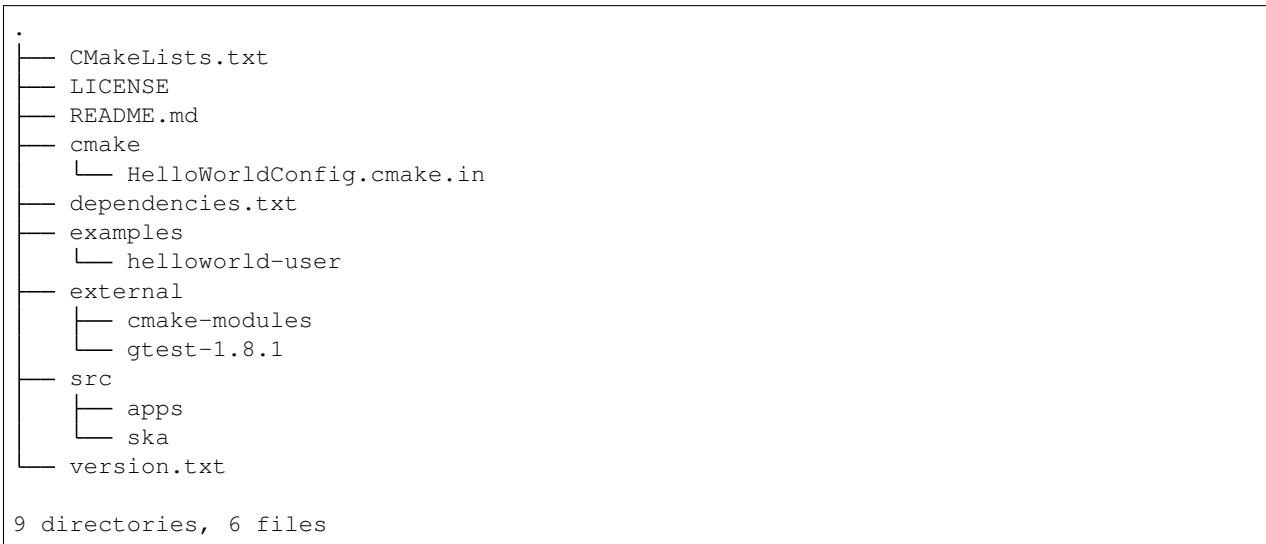 .
├── CMakeLists.txt
├── LICENSE
├── README.md
├── cmake
│   └── HelloWorldConfig.cmake.in
├── dependencies.txt
├── examples
│   └── helloworld-user
├── external
│   ├── cmake-modules
│   └── gtest-1.8.1
├── src
│   ├── apps
│   └── ska
└── version.txt

9 directories, 6 files